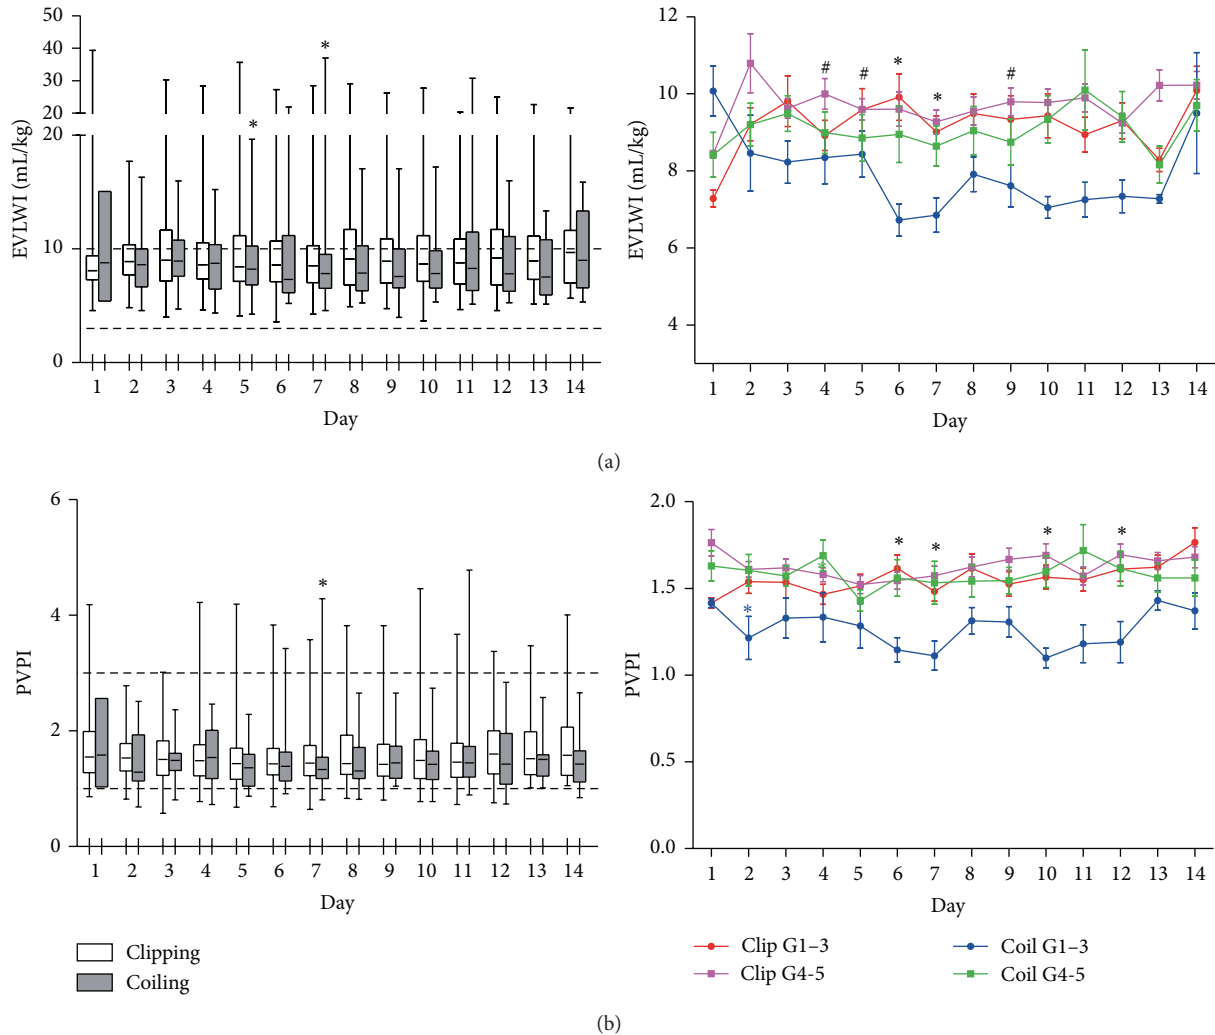 50
40
30
20
20
10
0
EVLWI (mL/kg)
*
*
1 2 3 4 5 6 7 8 9 10 11 12 13 14
Day
12
10
8
6
4
EVLWI (mL/kg)
# # * * #
1 2 3 4 5 6 7 8 9 10 11 12 13 14
Day
(a)
6
4
2
0
PVPI
*
1 2 3 4 5 6 7 8 9 10 11 12 13 14
Day
Clipping
Coiling
2.0
1.5
1.0
0.0
PVPI
* * * * * *
1 2 3 4 5 6 7 8 9 10 11 12 13 14
Day
Clip G1–3
Clip G4-5
Coil G1–3
Coil G4-5
(b)